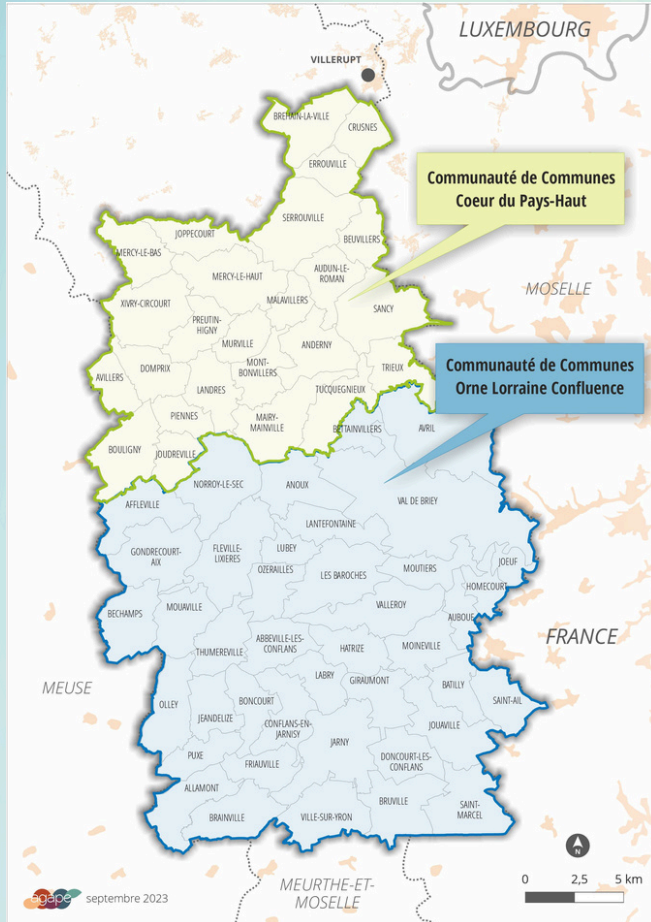 LUXEMBOURG
VILLERUPT
BREHAIN-LA-VILLE
CRUSNES
ERROUVILLE
Communauté de Communes
Coeur du Pays-Haut
SERROUVILLE
JOPPECOURT
BEUVILLERS
MERCY-LE-BAS
AUDUN-LE-
ROMAN
MERCY-LE-HAUT
MOSELLE
XIVRY-CIRCOURT
MALAVILLERS
SANCY
PREUTIN-
HIGNY
MURVILLE
ANDERNY
MONT-
BONVILLERS
DOMPRIX
TRIEUX
AVILLERS
Communauté de Communes
Orne Lorraine Confluence
LANDRES
TUCQUEGNIEUX
PIENNES
MAIRY-
MAINVILLE
BETTAINVILLERS
AVRIL
BOULIGNY
JOUDREVILLE
NORROY-LE-SEC
ANOUX
AFFLEVILLE
VAL DE BRIEY
LANTEFONTAINE
GONDRECOURT-
AIX
FLEVILLE-
LIXIERES
LUBEY
OZERAILLES
LES BAROCHES
MOUTIERS
JOEUF
HOMECOURT
BECHAMPS
MOUAVILLE
VALLEROY
AUBOUE
ABBEVILLE-LES-
CONFLANS
THUMEREVILLE
HATRIZE
MOINEVILLE
FRANCE
LABRY
GIRAUMONT
BATILLY
MEUSE
OLLEY
BONCOURT
SAINT-AIL
JEANDELIZE
CONFLANS-EN-
JARNISY
JOUAVILLE
JARNY
PUXE
FRIAUVILLE
DONCOURT-LES-
CONFLANS
ALLAMONT
BRUVILLE
SAINT-
MARCEL
BRAINVILLE
VILLE-SUR-YRON
N
MEURTHE-ET-
MOSELLE
0 2,5 5 km
agape septembre 2023